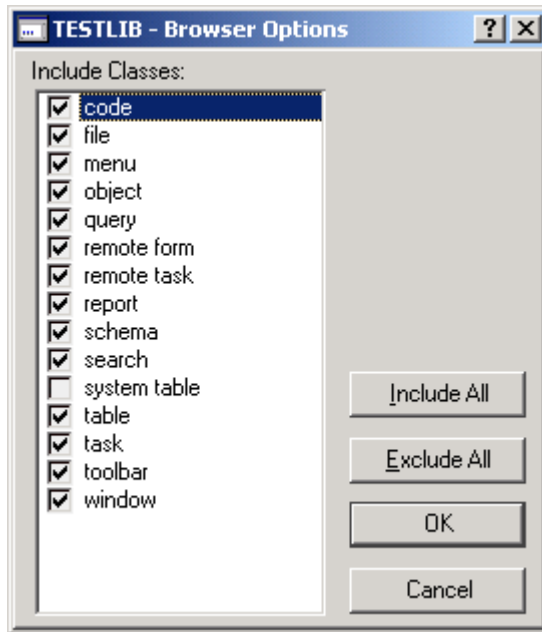 TESTLIB - Browser Options
Include Classes:
code
file
menu
object
query
remote form
remote task
report
schema
search
system table
table
task
toolbar
window
Include All
Exclude All
OK
Cancel